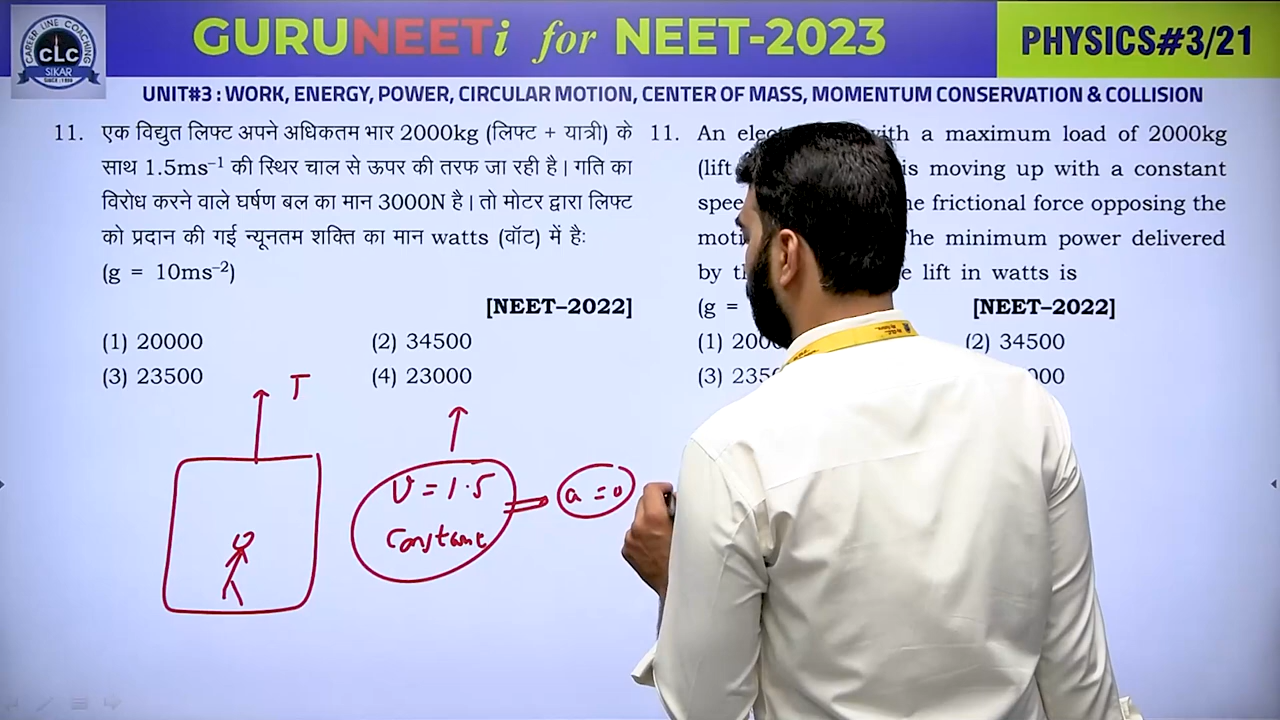 CAREER LINE COACHING
CLC
SIKAR
SINCE : 1996
GURUNEETi for NEET-2023
PHYSICS#3/21
UNIT#3 : WORK, ENERGY, POWER, CIRCULAR MOTION, CENTER OF MASS, MOMENTUM CONSERVATION & COLLISION
11. एक विद्युत लिफ्ट अपने अधिकतम भार 2000kg (लिफ्ट + यात्री) के
साथ 1.5ms⁻¹ की स्थिर चाल से ऊपर की तरफ जा रही है। गति का
विरोध करने वाले घर्षण बल का मान 3000N है। तो मोटर द्वारा लिफ्ट
को प्रदान की गई न्यूनतम शक्ति का मान watts (वॉट) में है:
(g = 10ms⁻²)
[NEET–2022]
(1) 20000 (2) 34500
(3) 23500 (4) 23000
11. An with a maximum load of 2000kg
(lift is moving up with a constant
frictional force opposing the
The minimum power delivered
by lift in watts is
(g =
[NEET–2022]
(1) (2) 34500
(3)
T
v = 1.5
Constant
a = 0